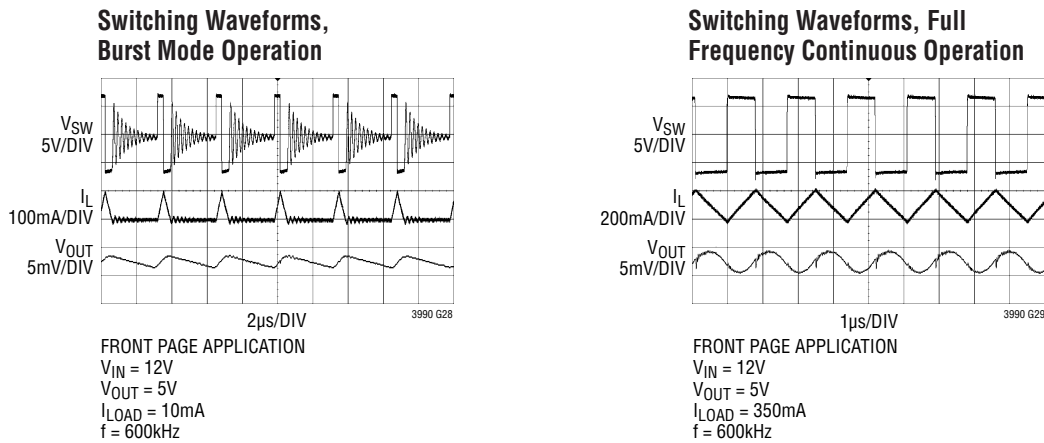 Switching Waveforms,
Burst Mode Operation
VSW
5V/DIV
IL
100mA/DIV
VOUT
5mV/DIV
2µs/DIV
3990 G28
FRONT PAGE APPLICATION
VIN = 12V
VOUT = 5V
ILOAD = 10mA
f = 600kHz
Switching Waveforms, Full
Frequency Continuous Operation
VSW
5V/DIV
IL
200mA/DIV
VOUT
5mV/DIV
1µs/DIV
3990 G29
FRONT PAGE APPLICATION
VIN = 12V
VOUT = 5V
ILOAD = 350mA
f = 600kHz